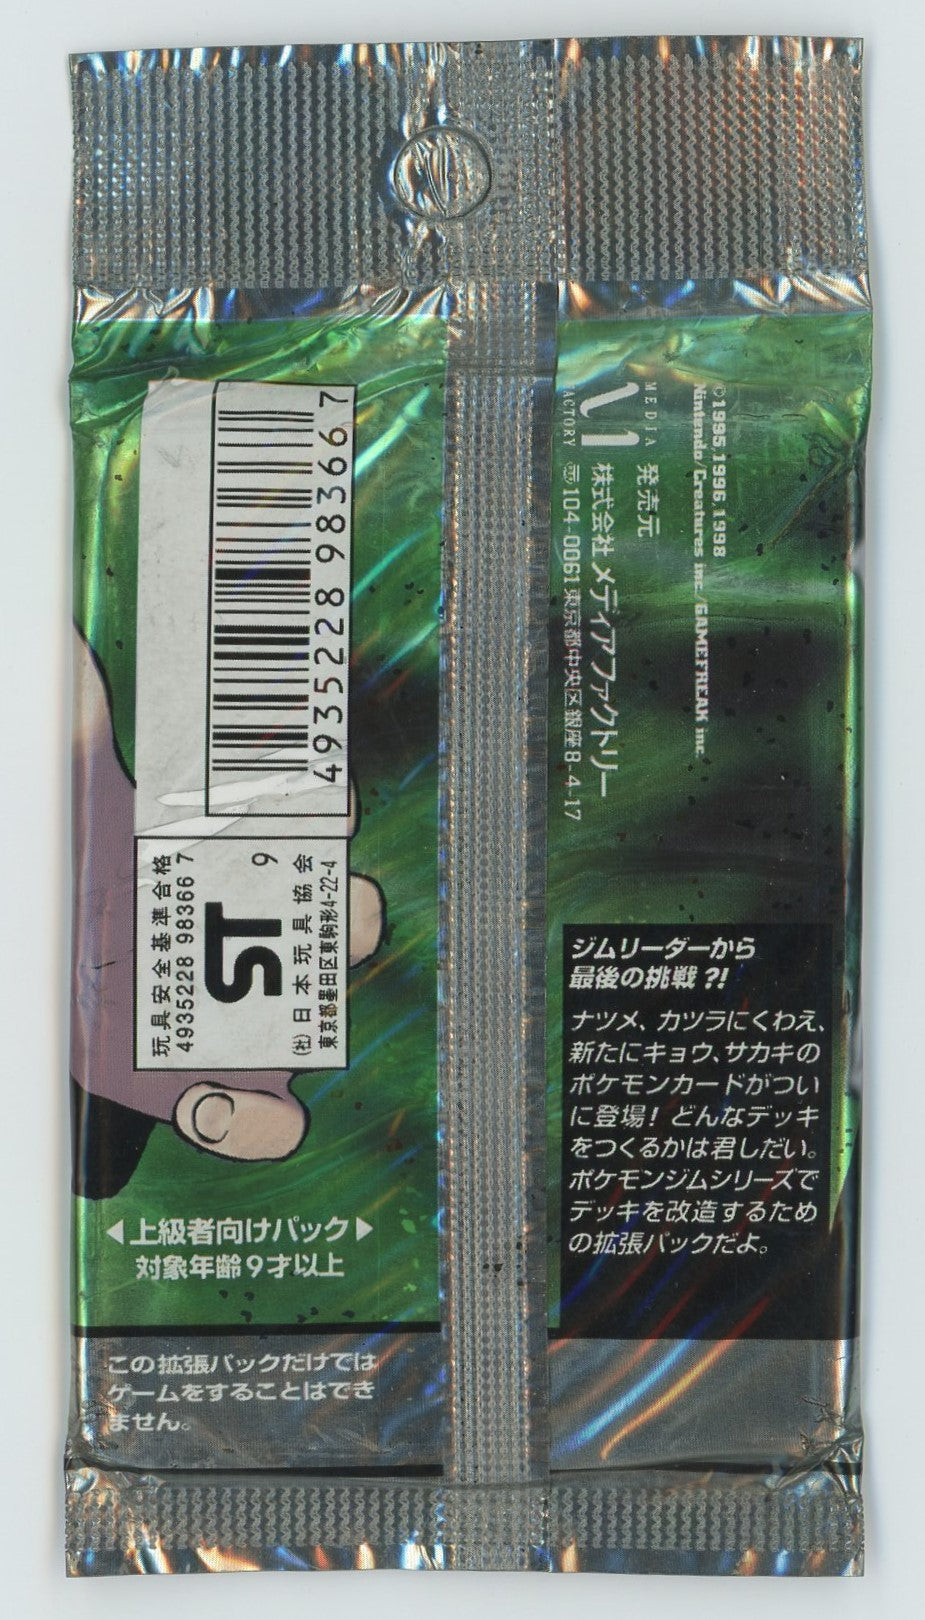 4935228983667
玩具安全基準合格
4935228 98366 7
ST
9
(社)日本玩具協会
東京都墨田区東駒形4-22-4
©1995,1996,1998
Nintendo/Creatures inc./GAMEFREAK inc.
MEDIA
FACTORY
発売元
株式会社メディアファクトリー
〒104-0061東京都中央区銀座8-4-17
ジムリーダーから
最後の挑戦?!
ナツメ、カツラにくわえ、
新たにキョウ、サカキの
ポケモンカードがつい
に登場!どんなデッキ
をつくるかは君しだい。
ポケモンジムシリーズで
デッキを改造するため
の拡張パックだよ。
◀上級者向けパック▶
対象年齢9才以上
この拡張パックだけでは
ゲームをすることはでき
ません。